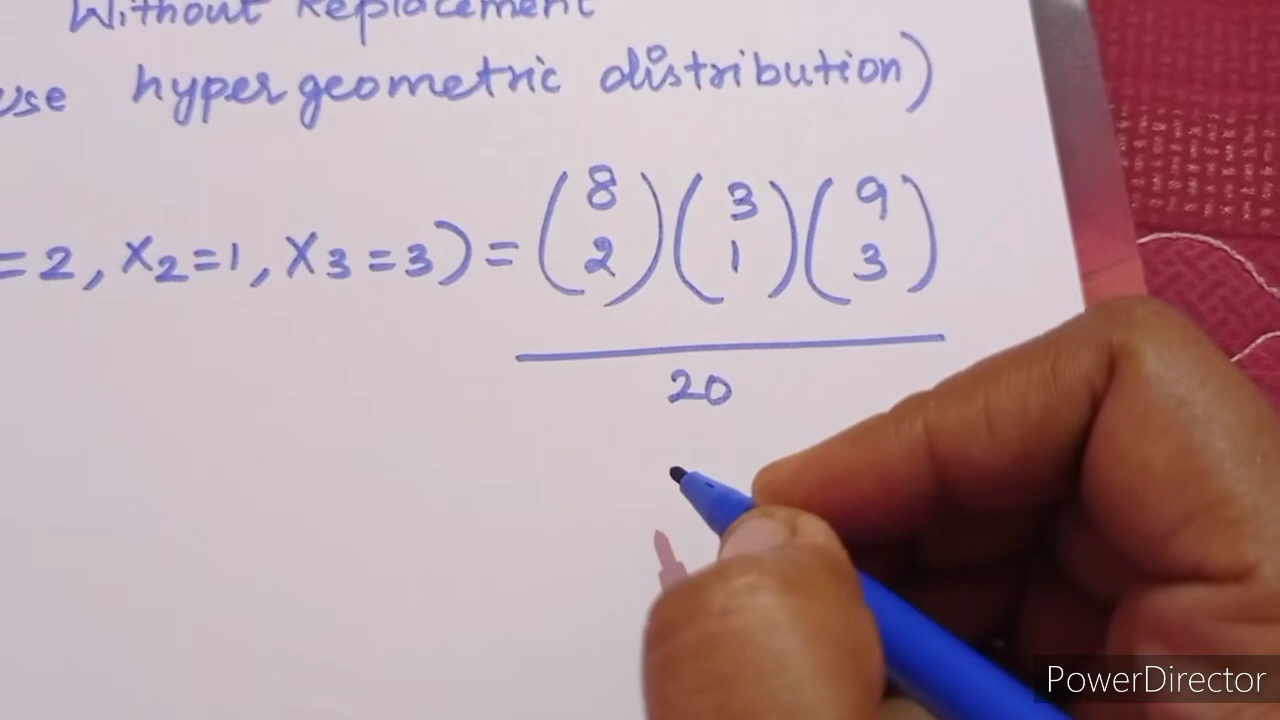 Without Replacement
use hypergeometric distribution)
=2, X₂=1, X₃=3) = (8 2)(3 1)(9 3)
20
PowerDirector